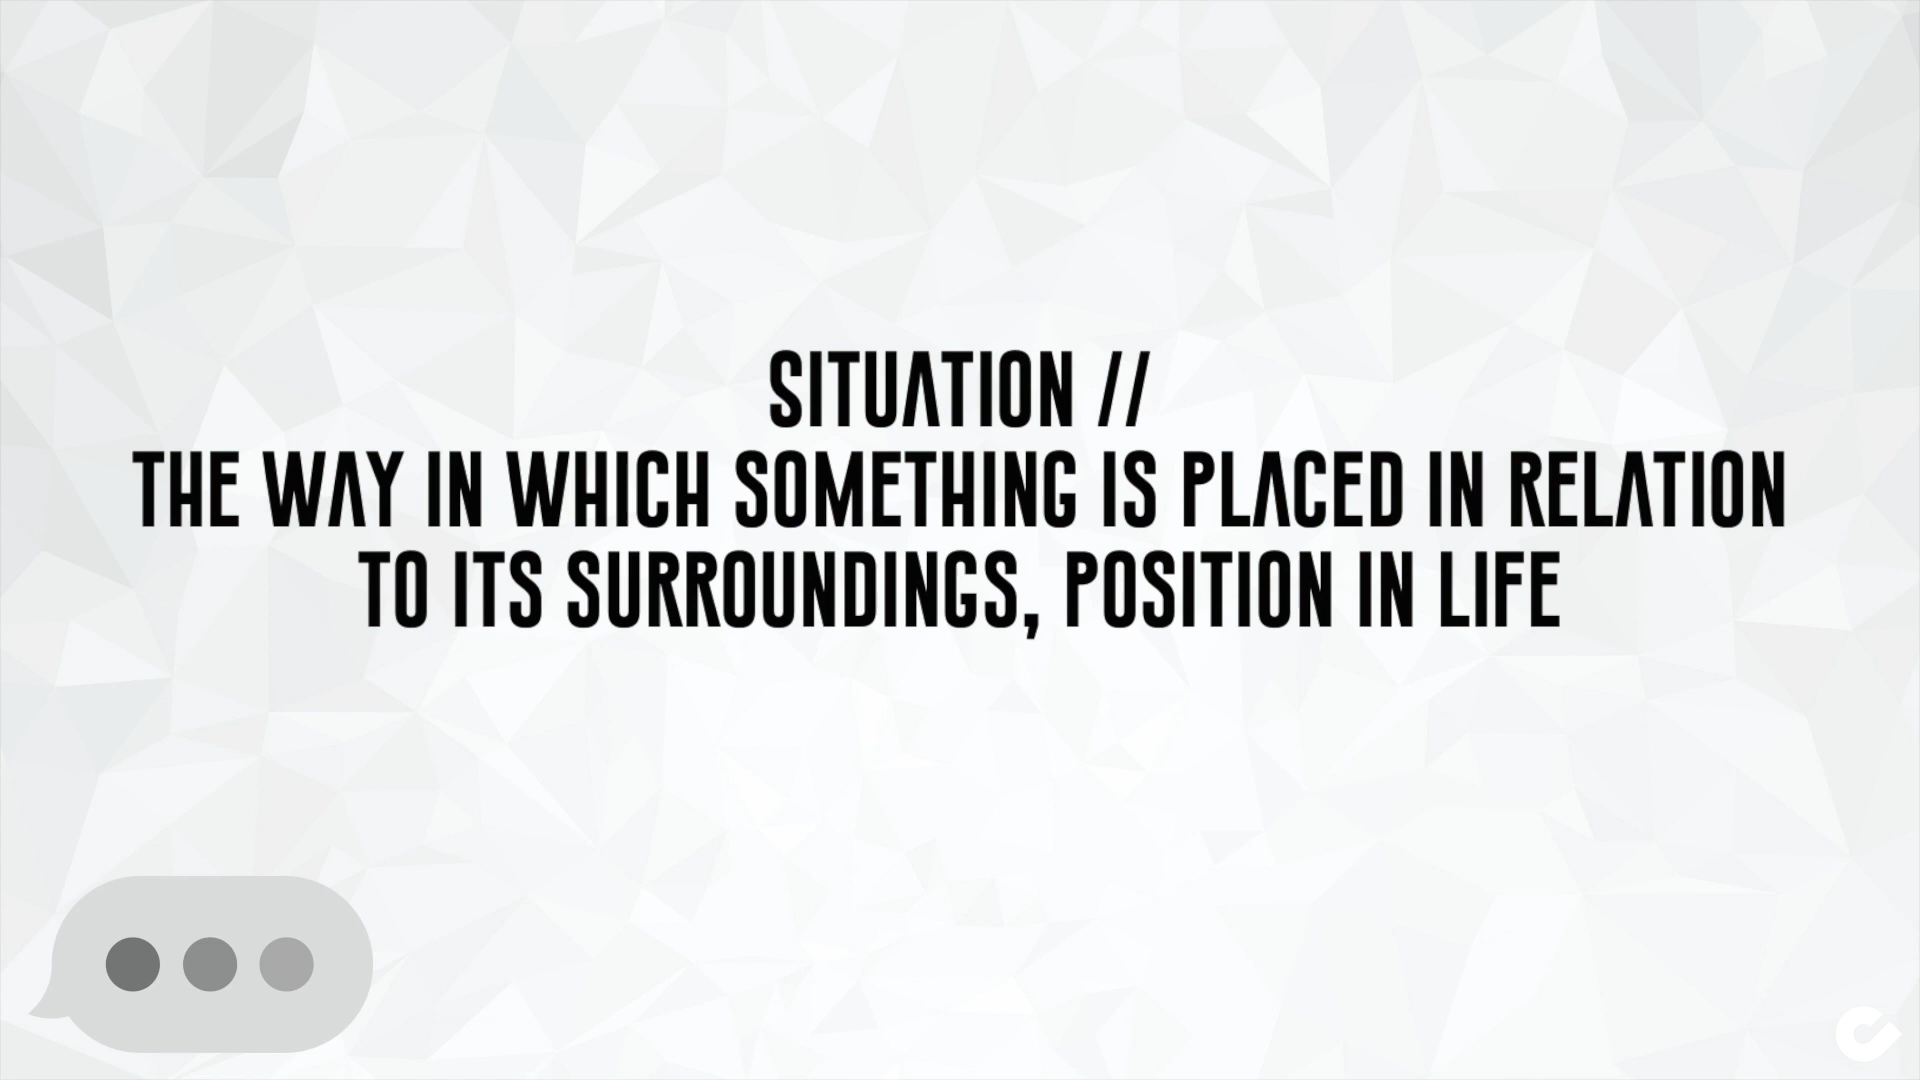 SITUATION //
THE WAY IN WHICH SOMETHING IS PLACED IN RELATION
TO ITS SURROUNDINGS, POSITION IN LIFE